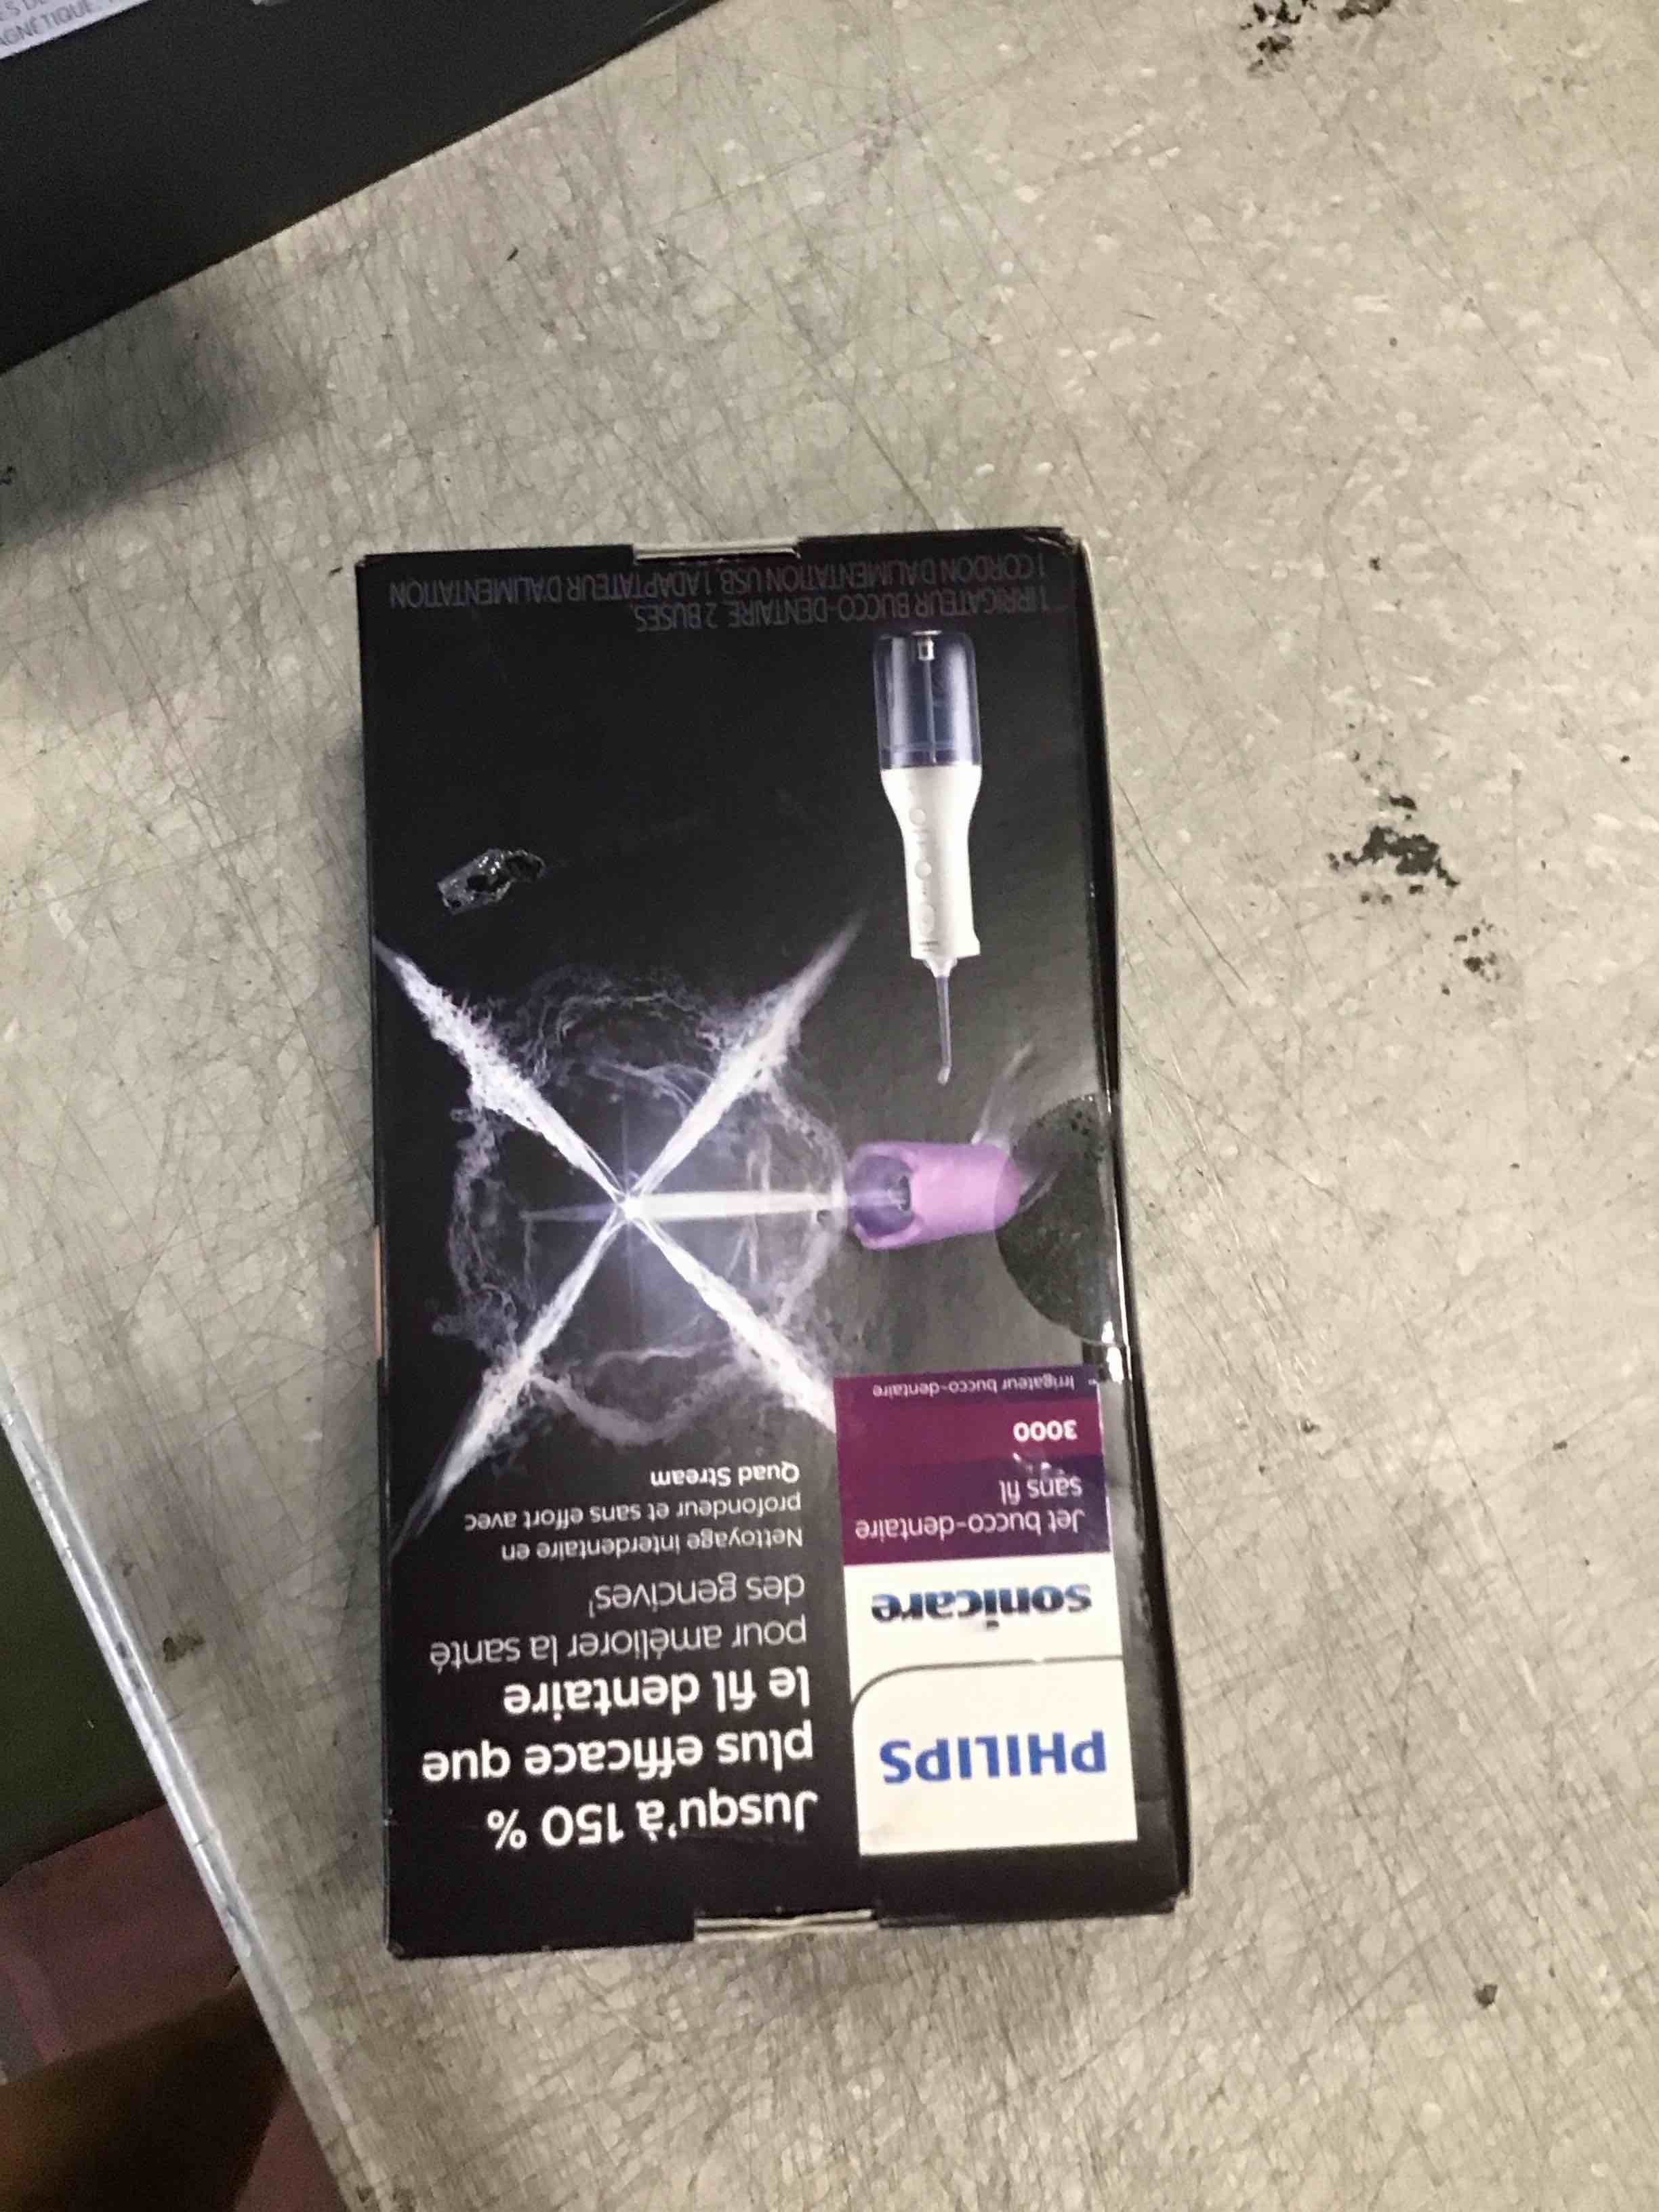 PHILIPS
sonicare
Jet bucco-dentaire
sans fil
3000
Irrigateur bucco-dentaire
Jusqu'à 150 %
plus efficace que
le fil dentaire
pour améliorer la santé
des gencives¹
Nettoyage interdentaire en
profondeur et sans effort avec
Quad Stream
1 IRRIGATEUR BUCCO-DENTAIRE, 2 BUSES,
1 CORDON D'ALIMENTATION USB, 1 ADAPTATEUR D'ALIMENTATION